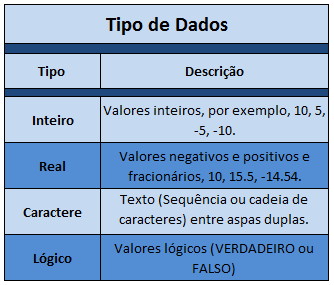 Tipo de Dados
Tipo Descrição
Inteiro Valores inteiros, por exemplo, 10, 5,
-5, -10.
Real Valores negativos e positivos e
fracionários, 10, 15.5, -14.54.
Caractere Texto (Sequência ou cadeia de
caracteres) entre aspas duplas.
Lógico Valores lógicos (VERDADEIRO ou
FALSO)